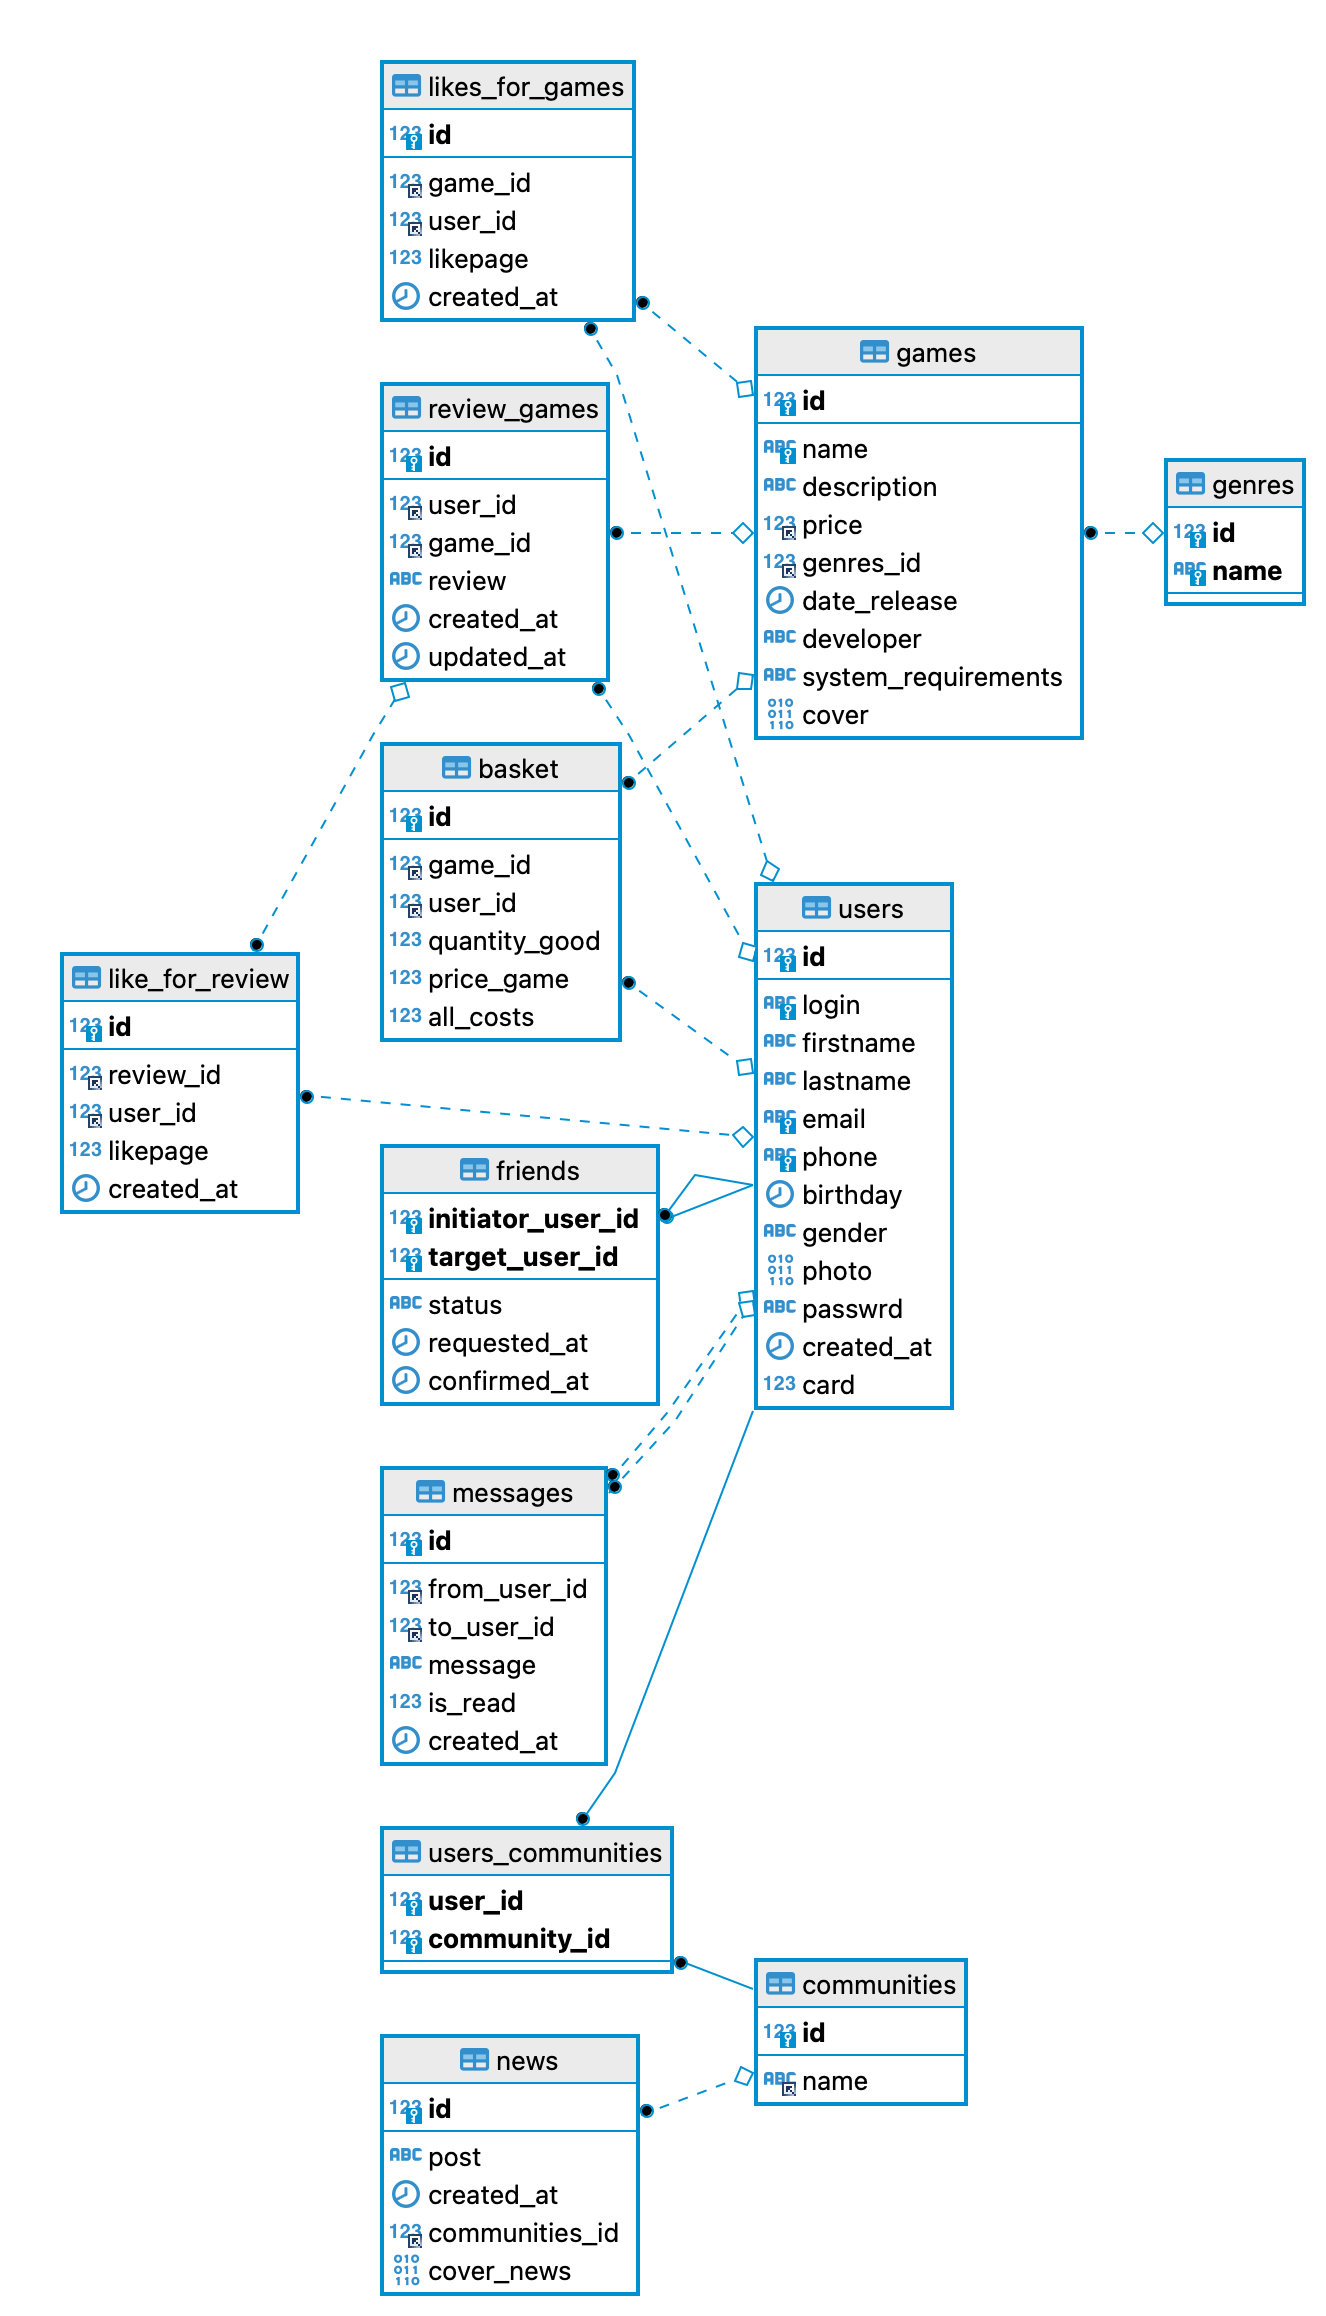 likes_for_games
123 id
123 game_id
123 user_id
123 likepage
created_at
review_games
123 id
123 user_id
123 game_id
ABC review
created_at
updated_at
basket
123 id
123 game_id
123 user_id
123 quantity_good
123 price_game
123 all_costs
like_for_review
123 id
123 review_id
123 user_id
123 likepage
created_at
friends
123 initiator_user_id
123 target_user_id
ABC status
requested_at
confirmed_at
messages
123 id
123 from_user_id
123 to_user_id
ABC message
123 is_read
created_at
users_communities
123 user_id
123 community_id
news
123 id
ABC post
created_at
123 communities_id
010
011
110 cover_news
games
123 id
ABC name
ABC description
123 price
123 genres_id
date_release
ABC developer
ABC system_requirements
010
011
110 cover
genres
123 id
ABC name
users
123 id
ABC login
ABC firstname
ABC lastname
ABC email
ABC phone
birthday
ABC gender
010
011
110 photo
ABC passwrd
created_at
123 card
communities
123 id
ABC name